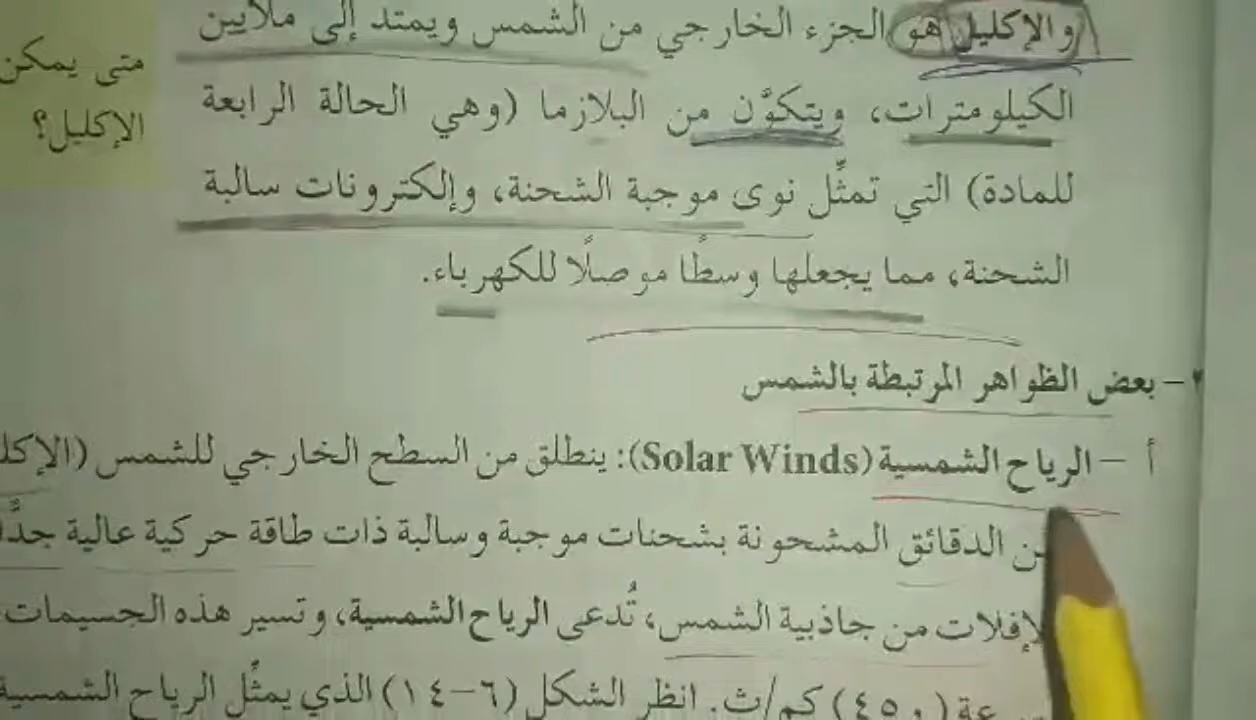 والإكليل هو الجزء الخارجي من الشمس ويمتد إلى ملايين
الكيلومترات، ويتكوَّن من البلازما (وهي الحالة الرابعة
للمادة) التي تمثِّل نوى موجبة الشحنة، وإلكترونات سالبة
الشحنة، مما يجعلها وسطًا موصلًا للكهرباء.
متى يمكن
الإكليل؟
٢- بعض الظواهر المرتبطة بالشمس
أ - الرياح الشمسية (Solar Winds): ينطلق من السطح الخارجي للشمس
الدقائق المشحونة بشحنات موجبة وسالبة ذات طاقة حركية عالية
من جاذبية الشمس، تُدعى الرياح الشمسية، وتسير هذه الجسيمات
(٤٥٠) كم/ث. انظر الشكل (٦-١٤) الذي يمثِّل الرياح الشمسية